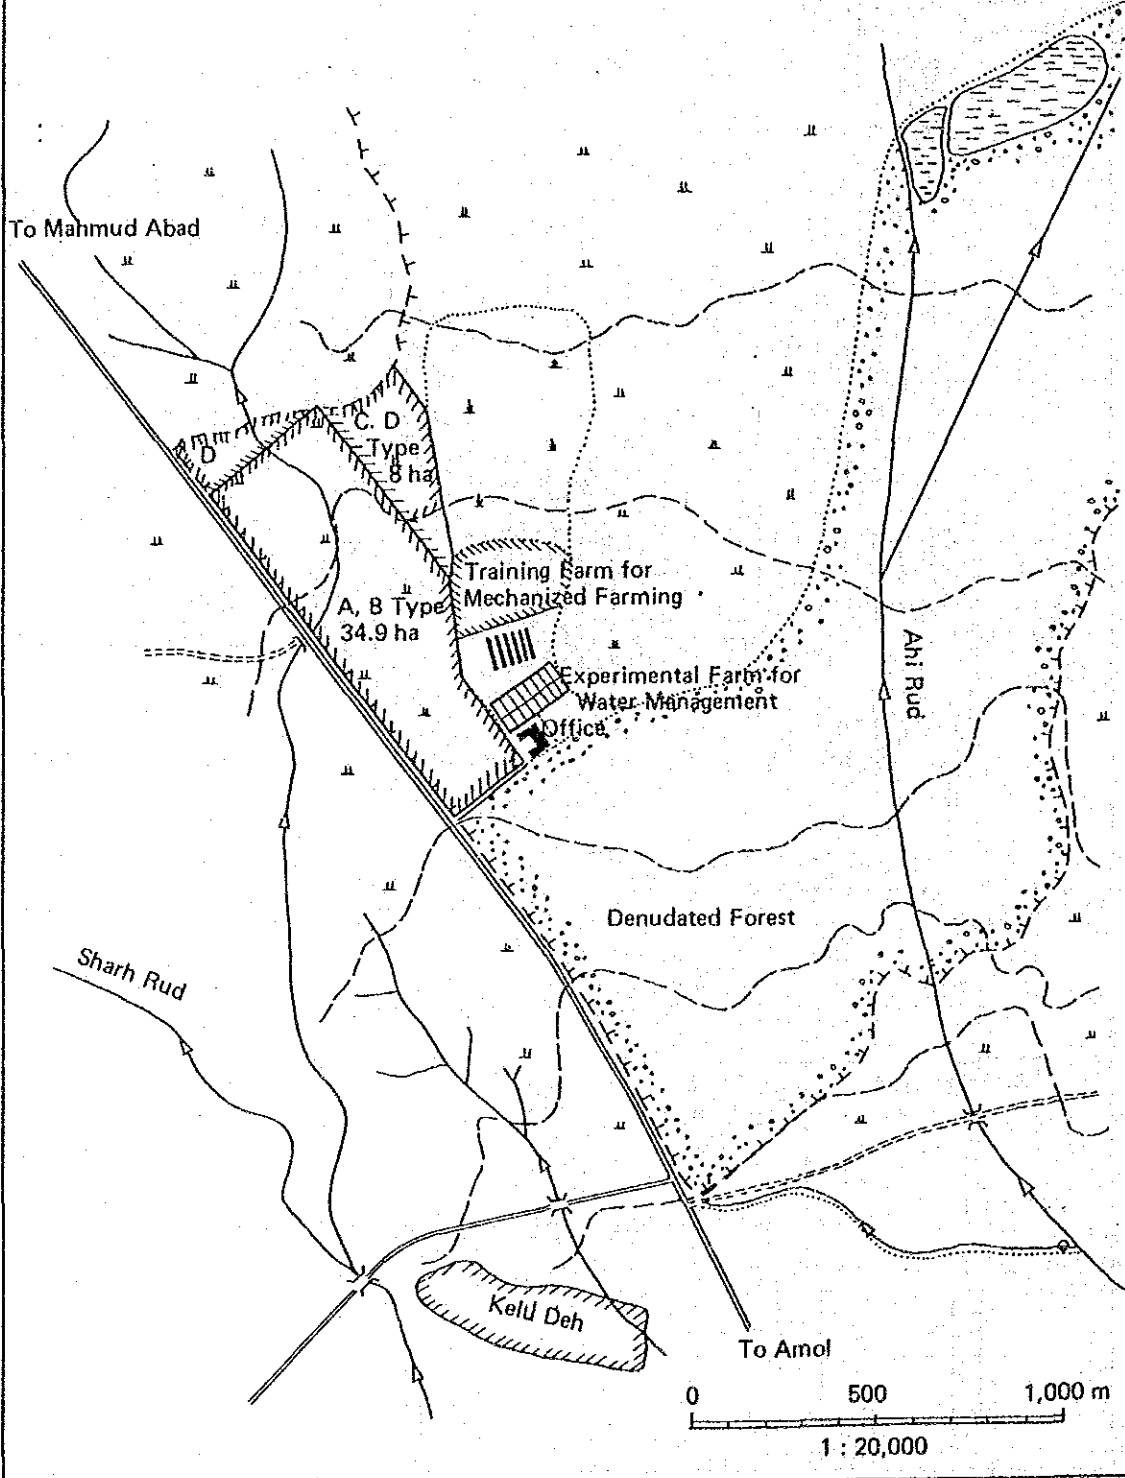 To Mahmud Abad
C. D
Type
8 ha
D
Training Farm for
Mechanized Farming
A, B Type
34.9 ha
Experimental Farm for
Water Management
Office
Ahi Rud
Denudated Forest
Sharh Rud
Kelu Deh
To Amol
0 500 1,000 m
1 : 20,000